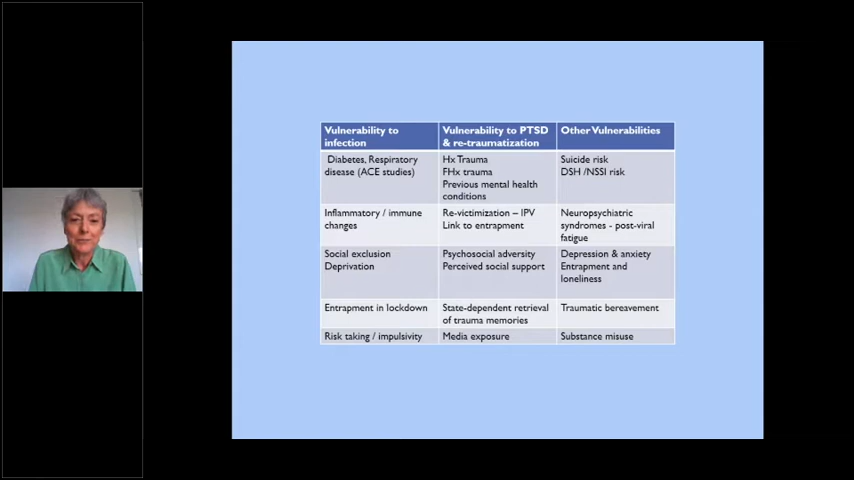 Vulnerability to
infection
Vulnerability to PTSD
& re-traumatization
Other Vulnerabilities
Diabetes, Respiratory
disease (ACE studies)
Hx Trauma
FHx trauma
Previous mental health
conditions
Suicide risk
DSH /NSSI risk
Inflammatory / immune
changes
Re-victimization – IPV
Link to entrapment
Neuropsychiatric
syndromes - post-viral
fatigue
Social exclusion
Deprivation
Psychosocial adversity
Perceived social support
Depression & anxiety
Entrapment and
loneliness
Entrapment in lockdown
State-dependent retrieval
of trauma memories
Traumatic bereavement
Risk taking / impulsivity
Media exposure
Substance misuse